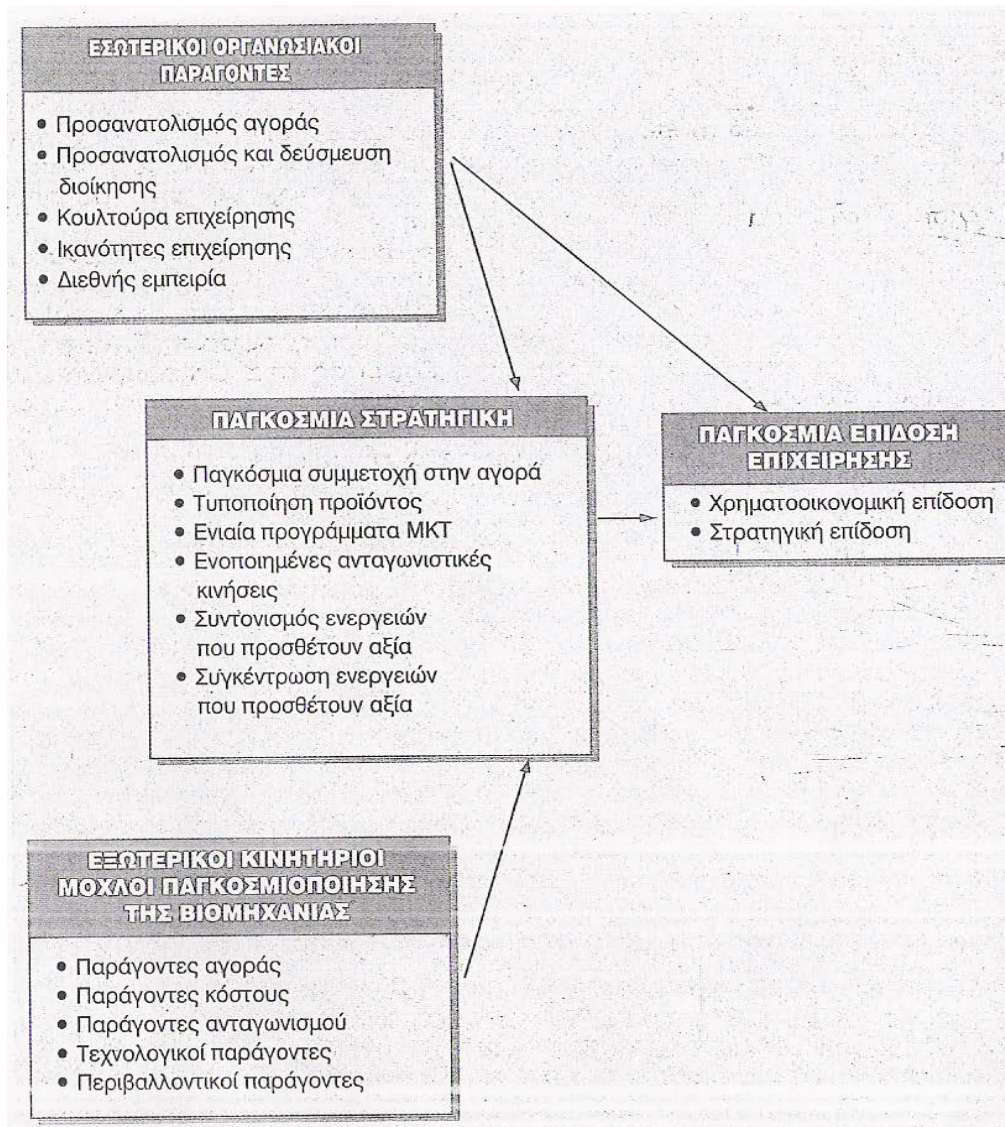 ΕΣΩΤΕΡΙΚΟΙ ΟΡΓΑΝΩΣΙΑΚΟΙ
ΠΑΡΑΓΟΝΤΕΣ
• Προσανατολισμός αγοράς
• Προσανατολισμός και δεύσμευση
διοίκησης
• Κουλτούρα επιχείρησης
• Ικανότητες επιχείρησης
• Διεθνής εμπειρία
ΠΑΓΚΟΣΜΙΑ ΣΤΡΑΤΗΓΙΚΗ
• Παγκόσμια συμμετοχή στην αγορά
• Τυποποίηση προϊόντος
• Ενιαία προγράμματα ΜΚΤ
• Ενοποιημένες ανταγωνιστικές
κινήσεις
• Συντονισμός ενεργειών
που προσθέτουν αξία
• Συγκέντρωση ενεργειών
που προσθέτουν αξία
ΠΑΓΚΟΣΜΙΑ ΕΠΙΔΟΣΗ
ΕΠΙΧΕΙΡΗΣΗΣ
• Χρηματοοικονομική επίδοση
• Στρατηγική επίδοση
ΕΞΩΤΕΡΙΚΟΙ ΚΙΝΗΤΗΡΙΟΙ
ΜΟΧΛΟΙ ΠΑΓΚΟΣΜΙΟΠΟΙΗΣΗΣ
ΤΗΣ ΒΙΟΜΗΧΑΝΙΑΣ
• Παράγοντες αγοράς
• Παράγοντες κόστους
• Παράγοντες ανταγωνισμού
• Τεχνολογικοί παράγοντες
• Περιβαλλοντικοί παράγοντες